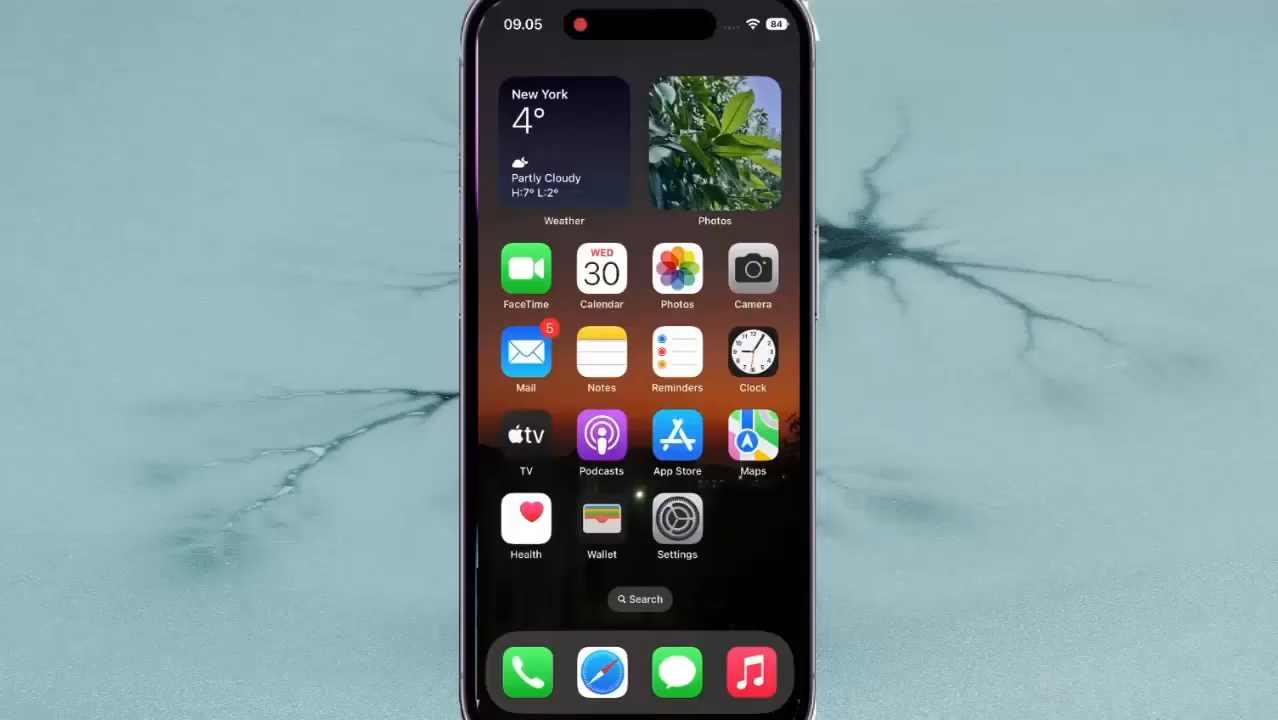 09.05
84
New York
4°
Partly Cloudy
H:7° L:2°
Weather
Photos
FaceTime
WED
30
Calendar
Photos
Camera
5
Mail
Notes
Reminders
Clock
tv
TV
Podcasts
App Store
Maps
Health
Wallet
Settings
Search